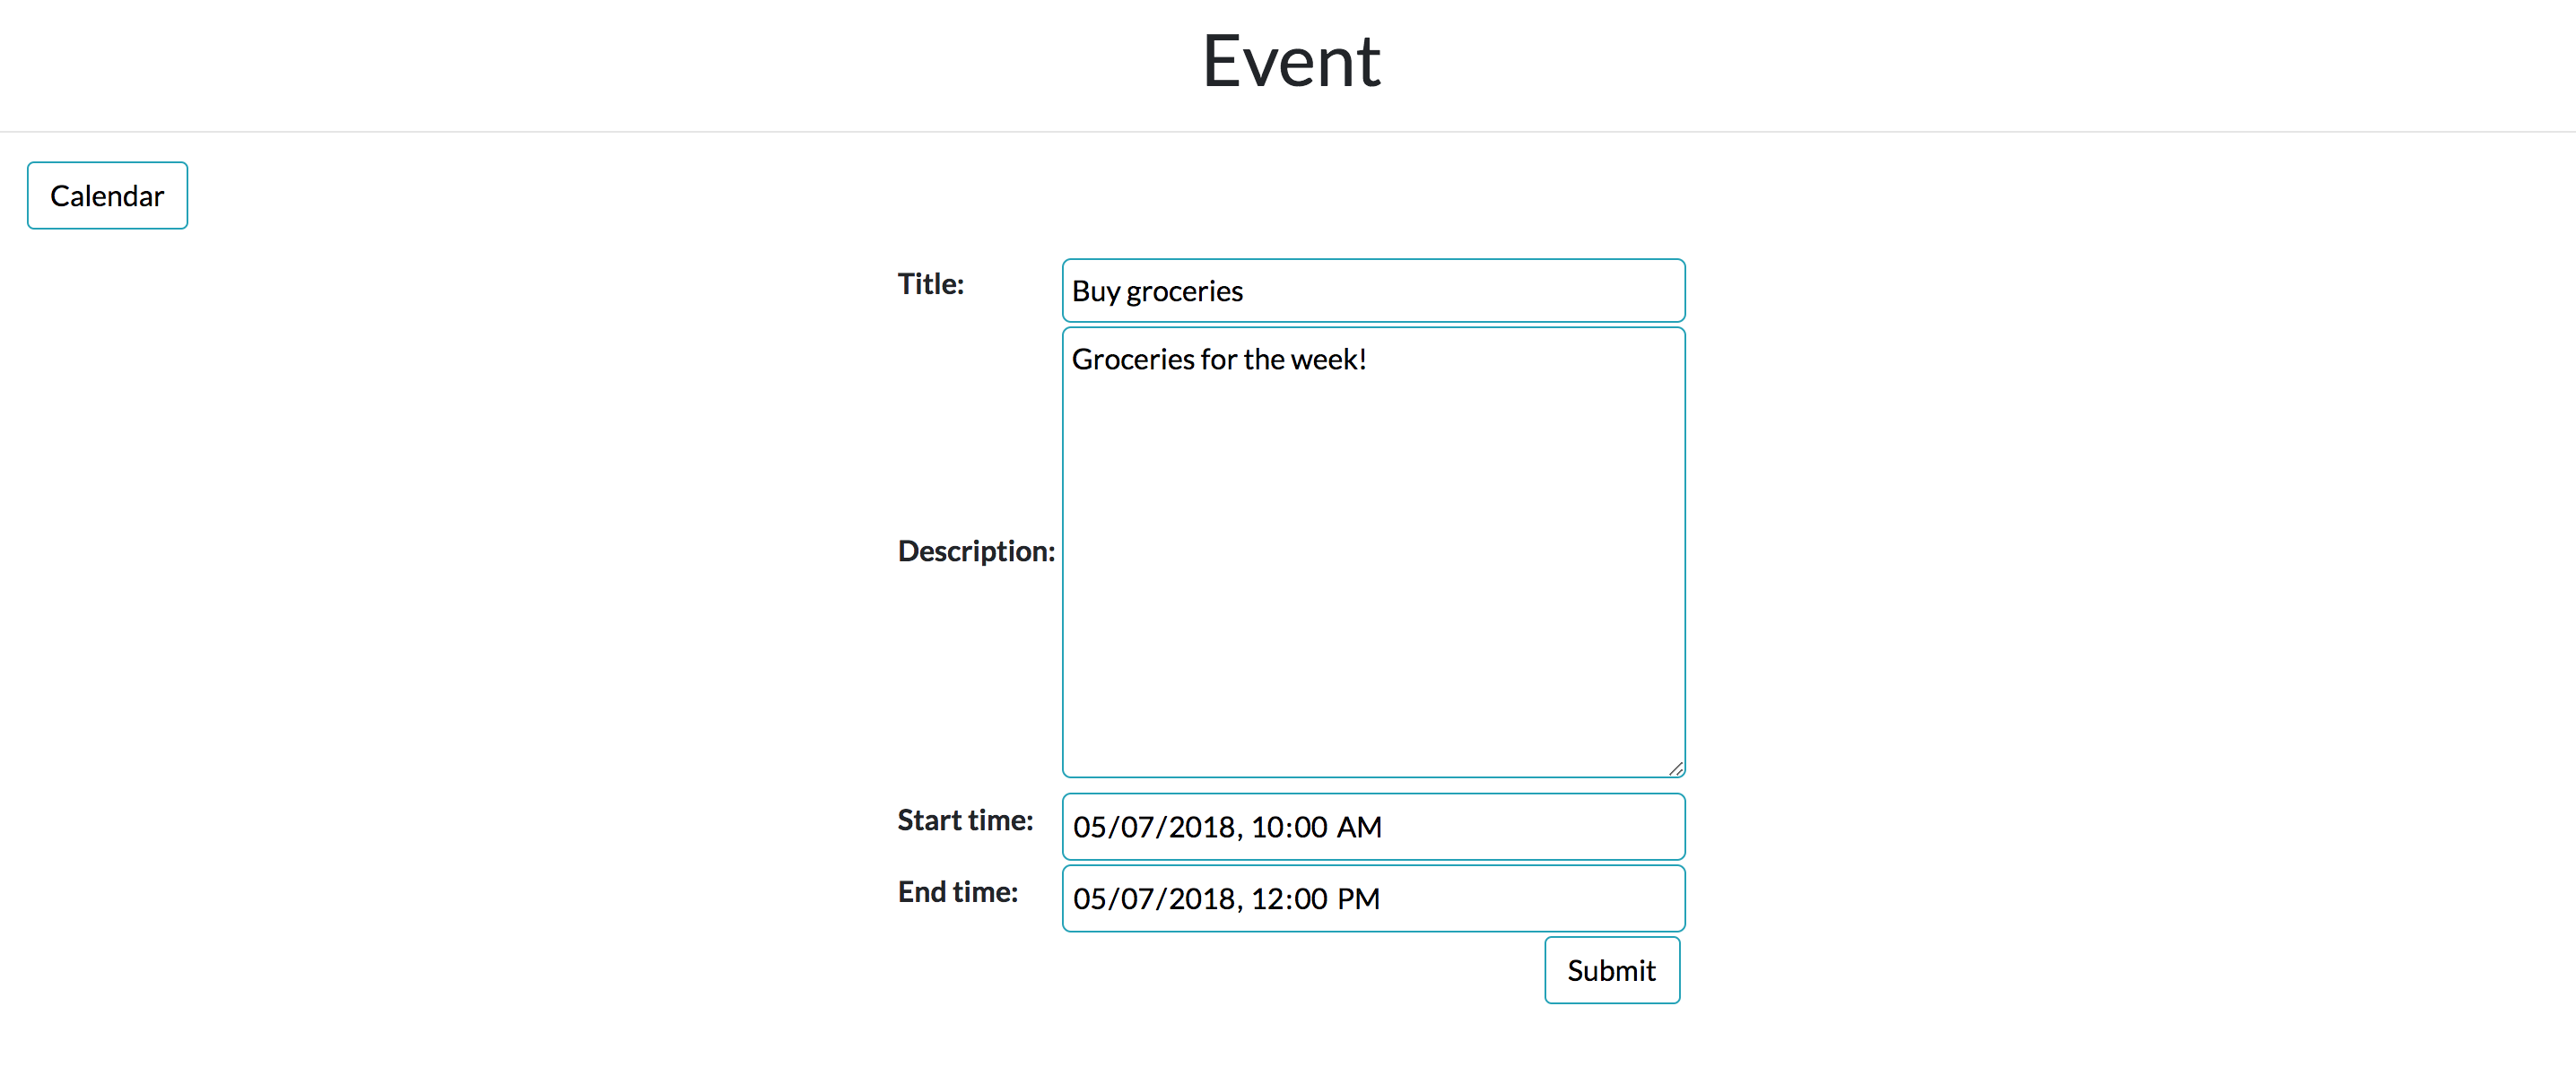 Event
Calendar
Title: Buy groceries
Description: Groceries for the week!
Start time: 05/07/2018, 10:00 AM
End time: 05/07/2018, 12:00 PM
Submit